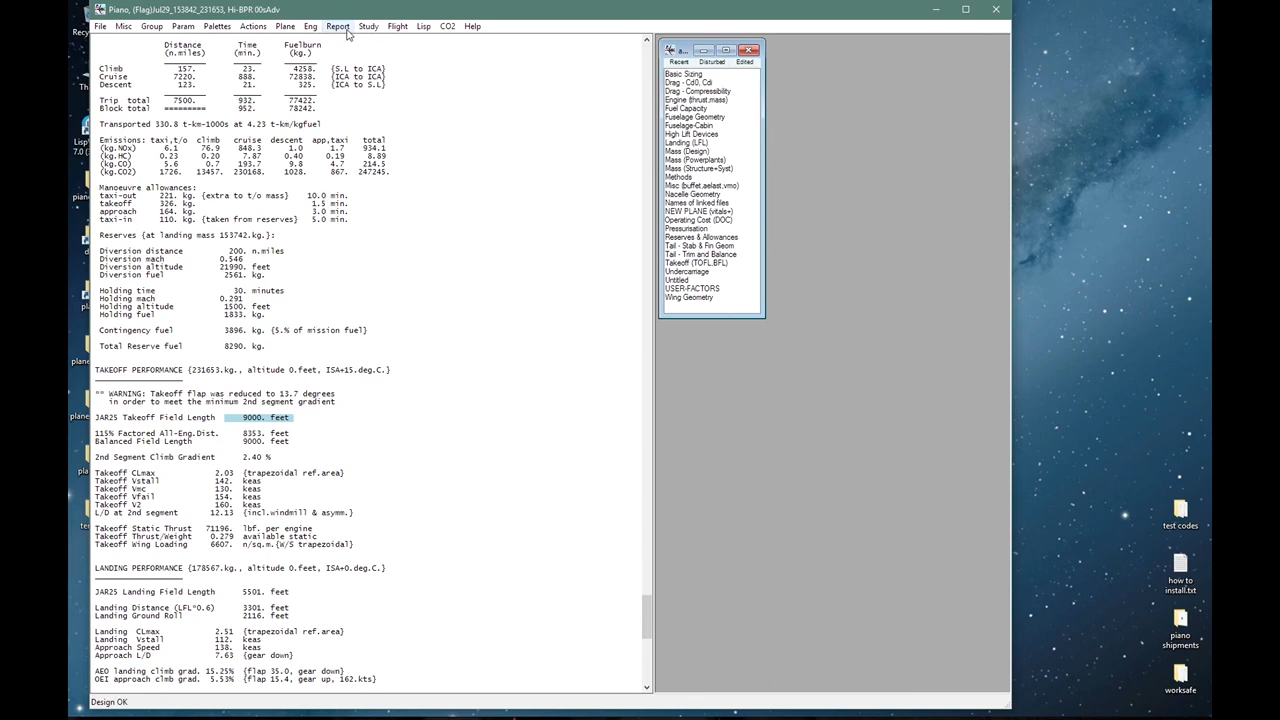 Piano, (Flag)Jul29_153842_231653, Hi-BPR 00sAdv
File Misc Group Param Palettes Actions Plane Eng Report Study Flight Lisp CO2 Help
Distance Time Fuelburn
(n.miles) (min.) (kg.)
Climb 157. 23. 4258. {S.L to ICA}
Cruise 7220. 888. 72838. {ICA to ICA}
Descent 123. 21. 325. {ICA to S.L}
Trip total 7500. 932. 77422.
Block total ========= 952. 78242.
Transported 330.8 t-km-1000s at 4.23 t-km/kgfuel
Emissions: taxi,t/o climb cruise descent app,taxi total
(kg.NOx) 6.1 76.9 848.3 1.0 1.7 934.1
(kg.HC) 0.23 0.20 7.87 0.40 0.19 8.89
(kg.CO) 5.6 0.7 193.7 9.8 4.7 214.5
(kg.CO2) 1726. 13457. 230168. 1028. 867. 247245.
Manoeuvre allowances:
taxi-out 221. kg. {extra to t/o mass} 10.0 min.
takeoff 326. kg. 1.5 min.
approach 164. kg. 3.0 min.
taxi-in 110. kg. {taken from reserves} 5.0 min.
Reserves {at landing mass 153742.kg.}:
Diversion distance 200. n.miles
Diversion mach 0.546
Diversion altitude 21990. feet
Diversion fuel 2561. kg.
Holding time 30. minutes
Holding mach 0.291
Holding altitude 1500. feet
Holding fuel 1833. kg.
Contingency fuel 3896. kg. {5.% of mission fuel}
Total Reserve fuel 8290. kg.
TAKEOFF PERFORMANCE {231653.kg., altitude 0.feet, ISA+15.deg.C.}
** WARNING: Takeoff flap was reduced to 13.7 degrees
in order to meet the minimum 2nd segment gradient
JAR25 Takeoff Field Length 9000. feet
115% Factored All-Eng.Dist. 8353. feet
Balanced Field Length 9000. feet
2nd Segment Climb Gradient 2.40 %
Takeoff CLmax 2.03 {trapezoidal ref.area}
Takeoff Vstall 142. keas
Takeoff Vmc 130. keas
Takeoff Vfail 154. keas
Takeoff V2 160. keas
L/D at 2nd segment 12.13 {incl.windmill & asymm.}
Takeoff Static Thrust 71196. lbf. per engine
Takeoff Thrust/Weight 0.279 available static
Takeoff Wing Loading 6607. n/sq.m.{W/S trapezoidal}
LANDING PERFORMANCE {178567.kg., altitude 0.feet, ISA+0.deg.C.}
JAR25 Landing Field Length 5501. feet
Landing Distance (LFL*0.6) 3301. feet
Landing Ground Roll 2116. feet
Landing CLmax 2.51 {trapezoidal ref.area}
Landing Vstall 112. keas
Approach Speed 138. keas
Approach L/D 7.63 {gear down}
AEO landing climb grad. 15.25% {flap 35.0, gear down}
OEI approach clmb grad. 5.53% {flap 15.4, gear up, 162.kts}
Design OK
a...
Recent Disturbed Edited
Basic Sizing
Drag - Cd0, Cdi
Drag - Compressibility
Engine (thrust,mass)
Fuel Capacity
Fuselage Geometry
Fuselage-Cabin
High Lift Devices
Landing (LFL)
Mass (Design)
Mass (Powerplants)
Mass (Structure+Syst)
Methods
Misc (buffet,aelast,vmo)
Nacelle Geometry
Names of linked files
NEW PLANE (vitals+)
Operating Cost (DOC)
Pressurisation
Reserves & Allowances
Tail - Stab & Fin Geom
Tail - Trim and Balance
Takeoff (TOFL,BFL)
Undercarriage
Untitled
USER-FACTORS
Wing Geometry
test codes
how to
install.txt
piano
shipments
worksafe